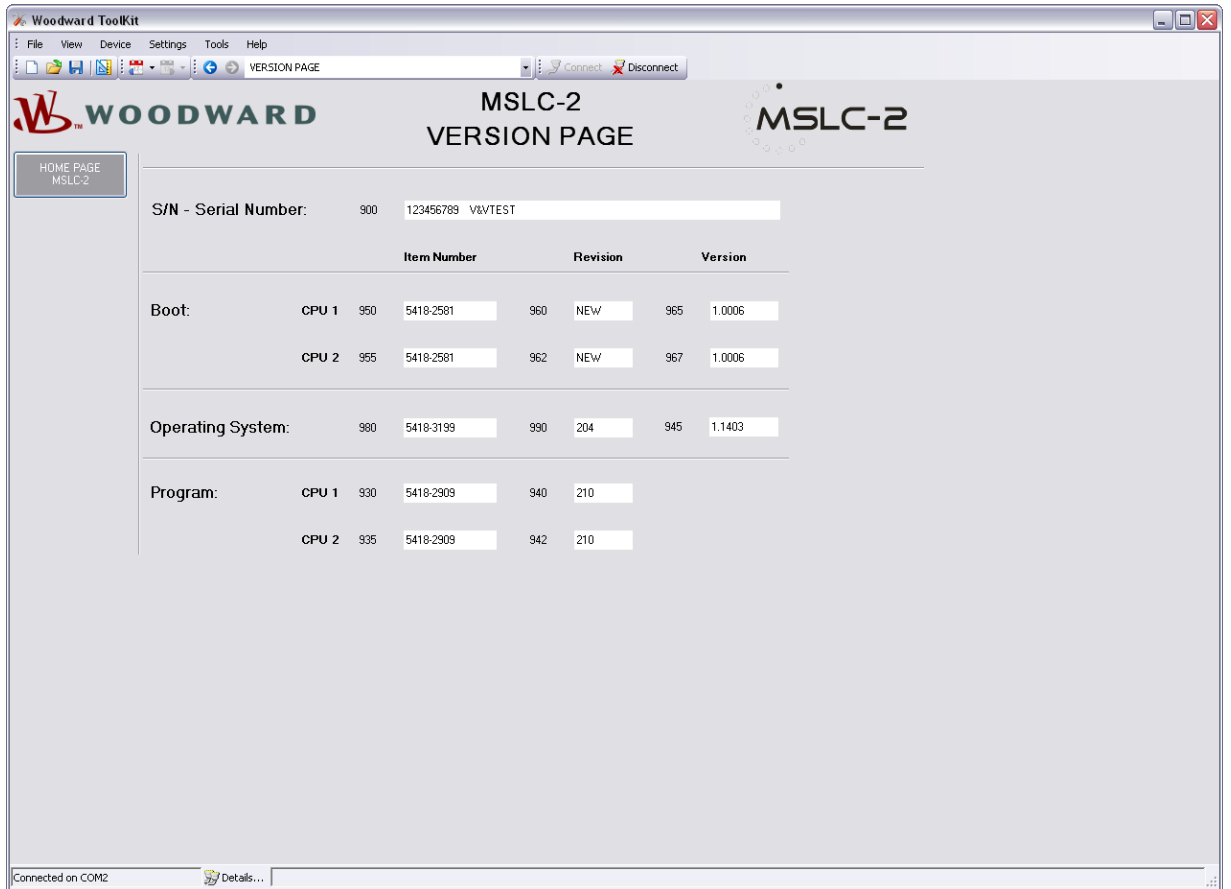 Woodward ToolKit
File View Device Settings Tools Help
VERSION PAGE Connect Disconnect
WOODWARD™
MSLC-2
VERSION PAGE
MSLC-2
HOME PAGE
MSLC-2
S/N - Serial Number: 900 123456789 V&VTEST
Item Number Revision Version
Boot: CPU 1 950 5418-2581 960 NEW 965 1.0006
CPU 2 955 5418-2581 962 NEW 967 1.0006
Operating System: 980 5418-3199 990 204 945 1.1403
Program: CPU 1 930 5418-2909 940 210
CPU 2 935 5418-2909 942 210
Connected on COM2 Details...